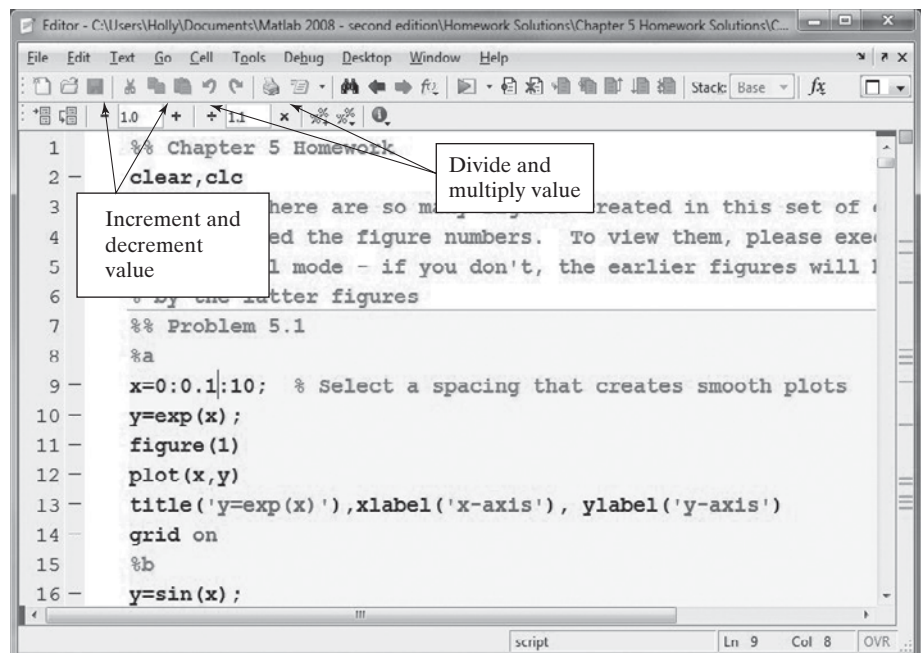 Editor - C:\Users\Holly\Documents\Matlab 2008 - second edition\Homework Solutions\Chapter 5 Homework Solutions\C...
File Edit Text Go Cell Tools Debug Desktop Window Help
Stack: Base fx
1.0 + ÷ 1.1 ×
1 %% Chapter 5 Homework
2 - clear,clc
3 here are so many reated in this set of
4 ed the figure numbers. To view them, please exe
5 l mode - if you don't, the earlier figures will
6 % by the latter figures
7 %% Problem 5.1
8 %a
9 - x=0:0.1:10; % Select a spacing that creates smooth plots
10 - y=exp(x);
11 - figure(1)
12 - plot(x,y)
13 - title('y=exp(x)'),xlabel('x-axis'), ylabel('y-axis')
14 - grid on
15 %b
16 - y=sin(x);
Increment and
decrement
value
Divide and
multiply value
script Ln 9 Col 8 OVR